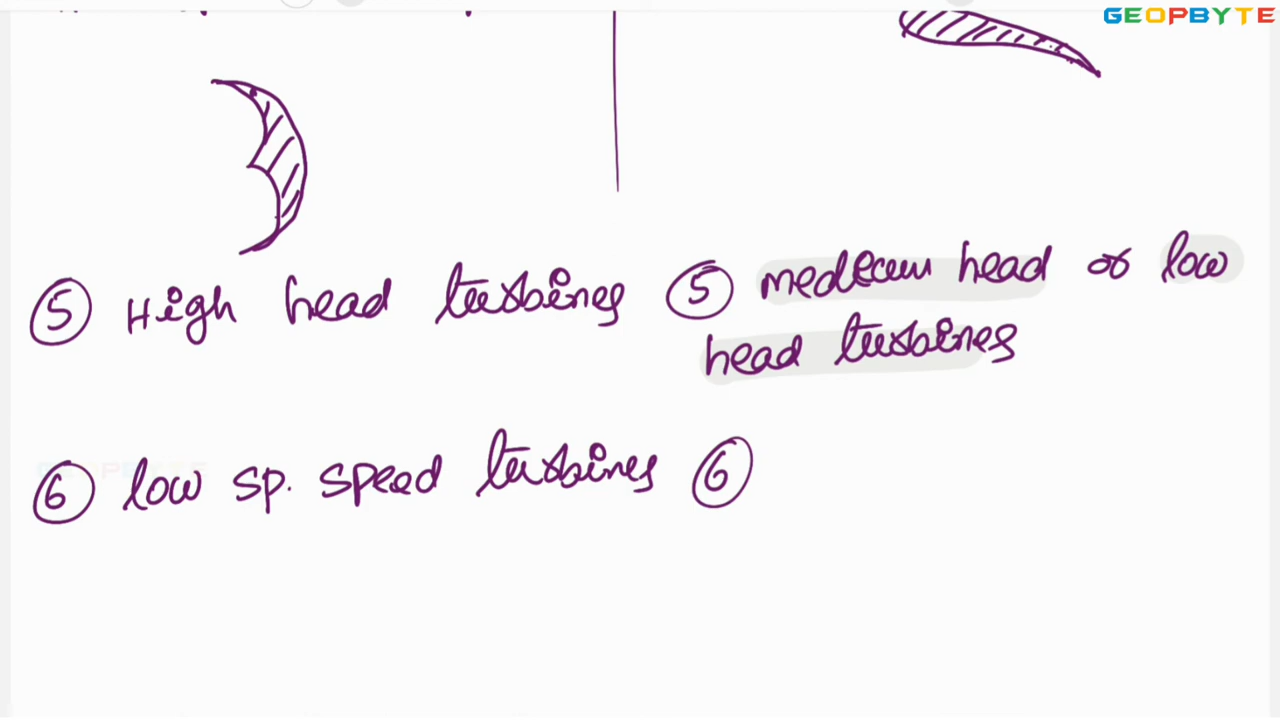 GEOPBYTE
⑤ High head turbines
⑤ medium head or low
head turbines
⑥ low sp. speed turbines
⑥